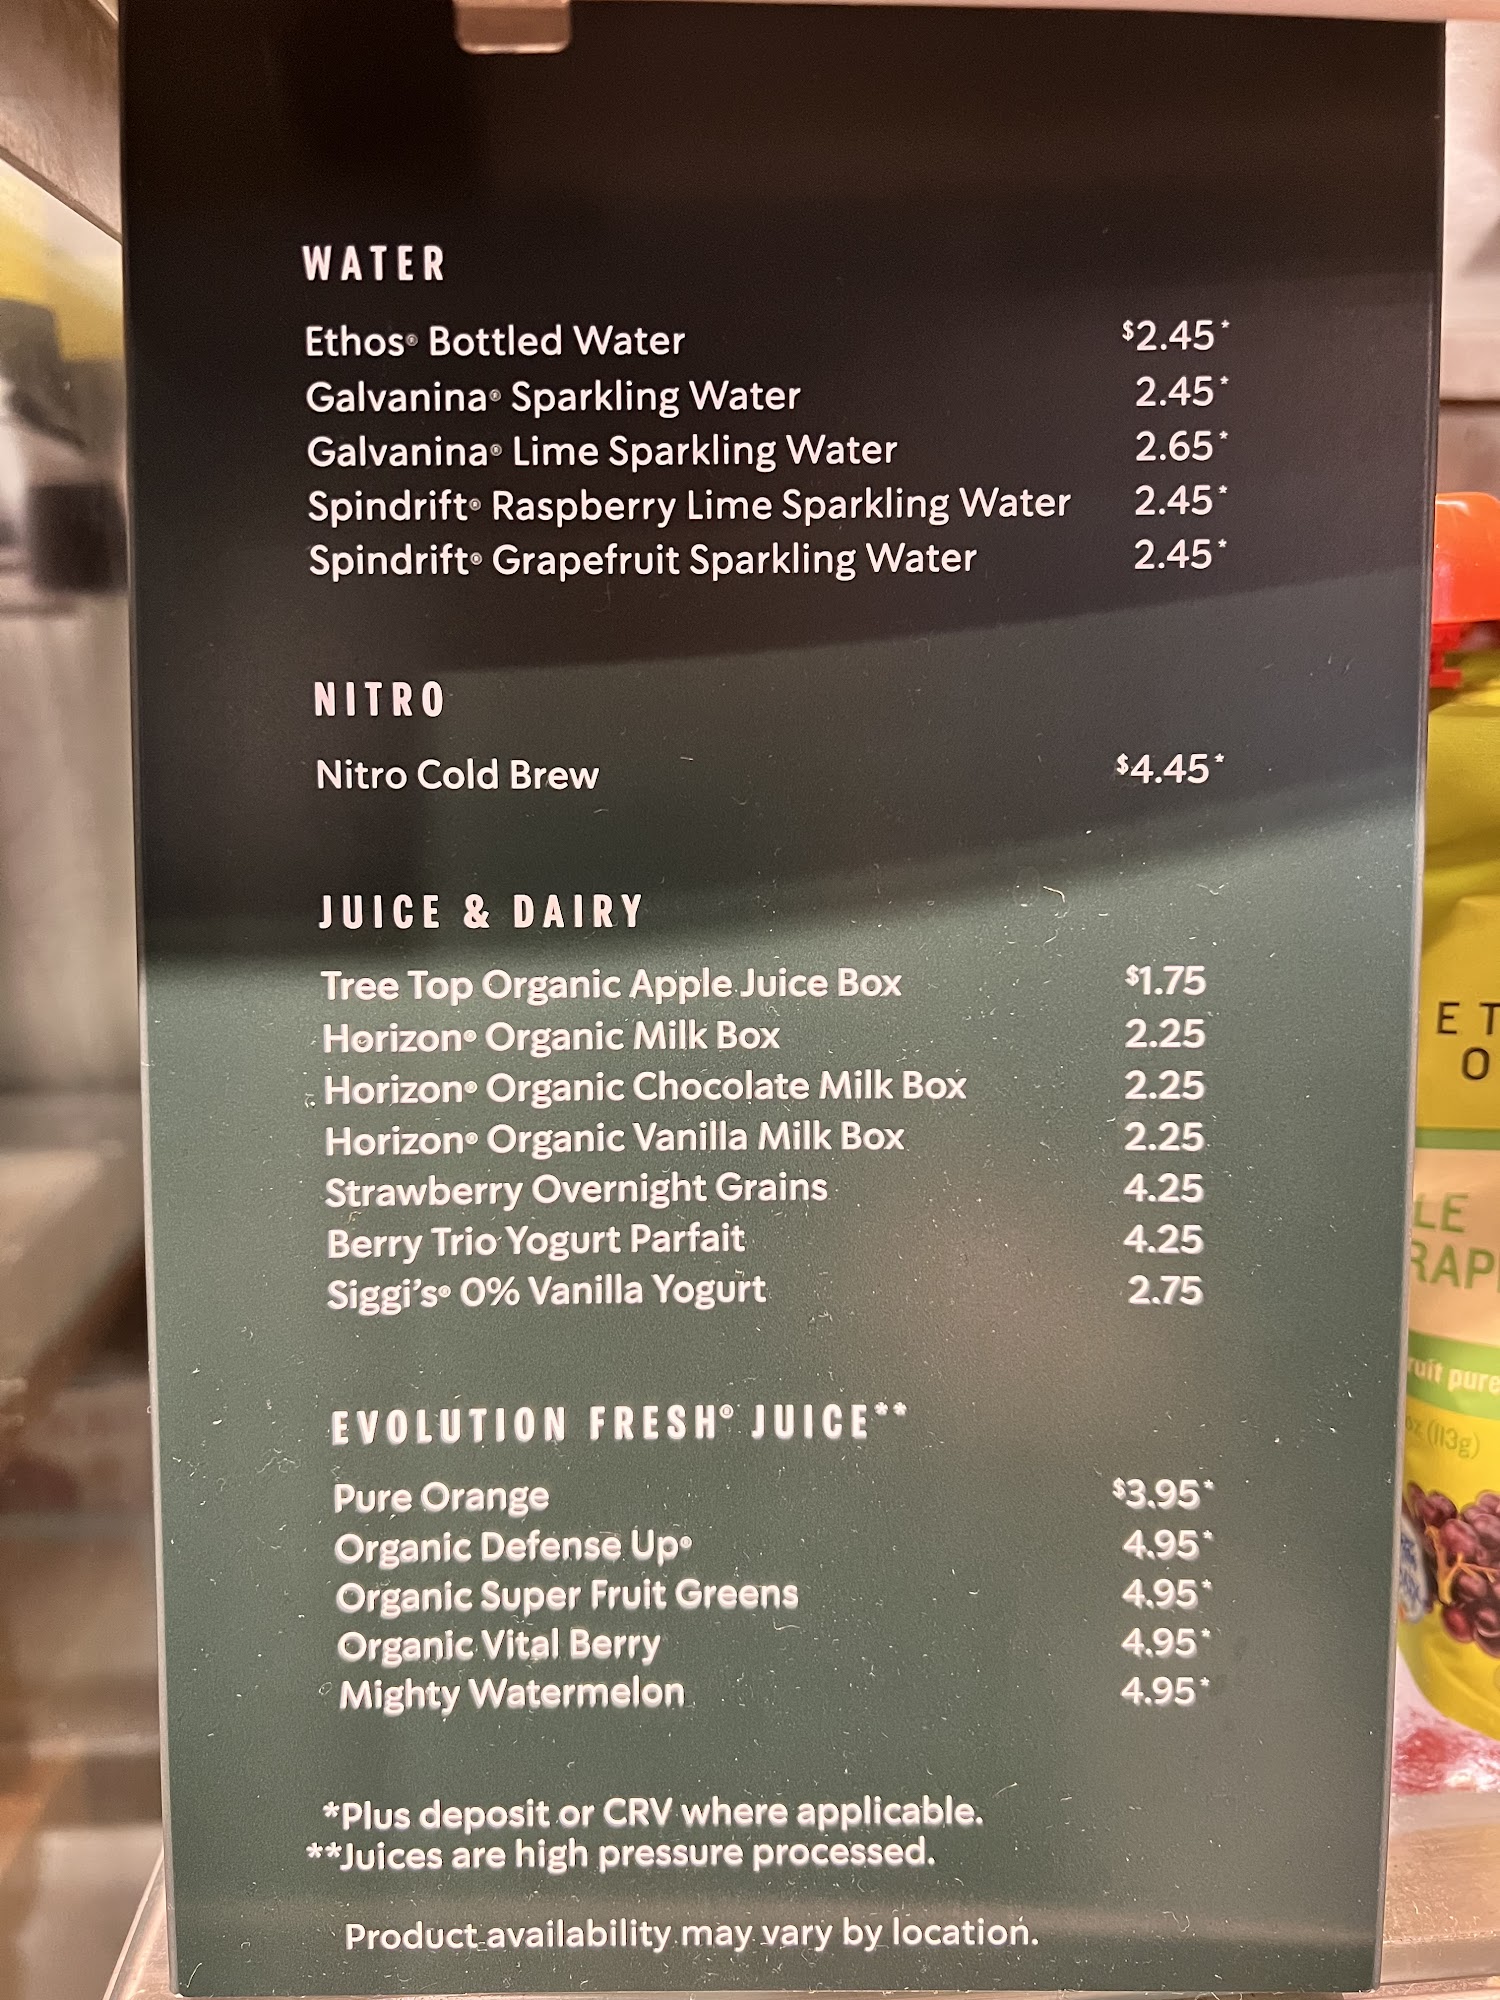 WATER
Ethos® Bottled Water $2.45*
Galvanina® Sparkling Water 2.45*
Galvanina® Lime Sparkling Water 2.65*
Spindrift® Raspberry Lime Sparkling Water 2.45*
Spindrift® Grapefruit Sparkling Water 2.45*
NITRO
Nitro Cold Brew $4.45*
JUICE & DAIRY
Tree Top Organic Apple Juice Box $1.75
Horizon® Organic Milk Box 2.25
Horizon® Organic Chocolate Milk Box 2.25
Horizon® Organic Vanilla Milk Box 2.25
Strawberry Overnight Grains 4.25
Berry Trio Yogurt Parfait 4.25
Siggi's® 0% Vanilla Yogurt 2.75
EVOLUTION FRESH® JUICE**
Pure Orange $3.95*
Organic Defense Up® 4.95*
Organic Super Fruit Greens 4.95*
Organic Vital Berry 4.95*
Mighty Watermelon 4.95*
*Plus deposit or CRV where applicable.
**Juices are high pressure processed.
Product availability may vary by location.
E T
O
LE
RAP
ruit pure
oz (113g)